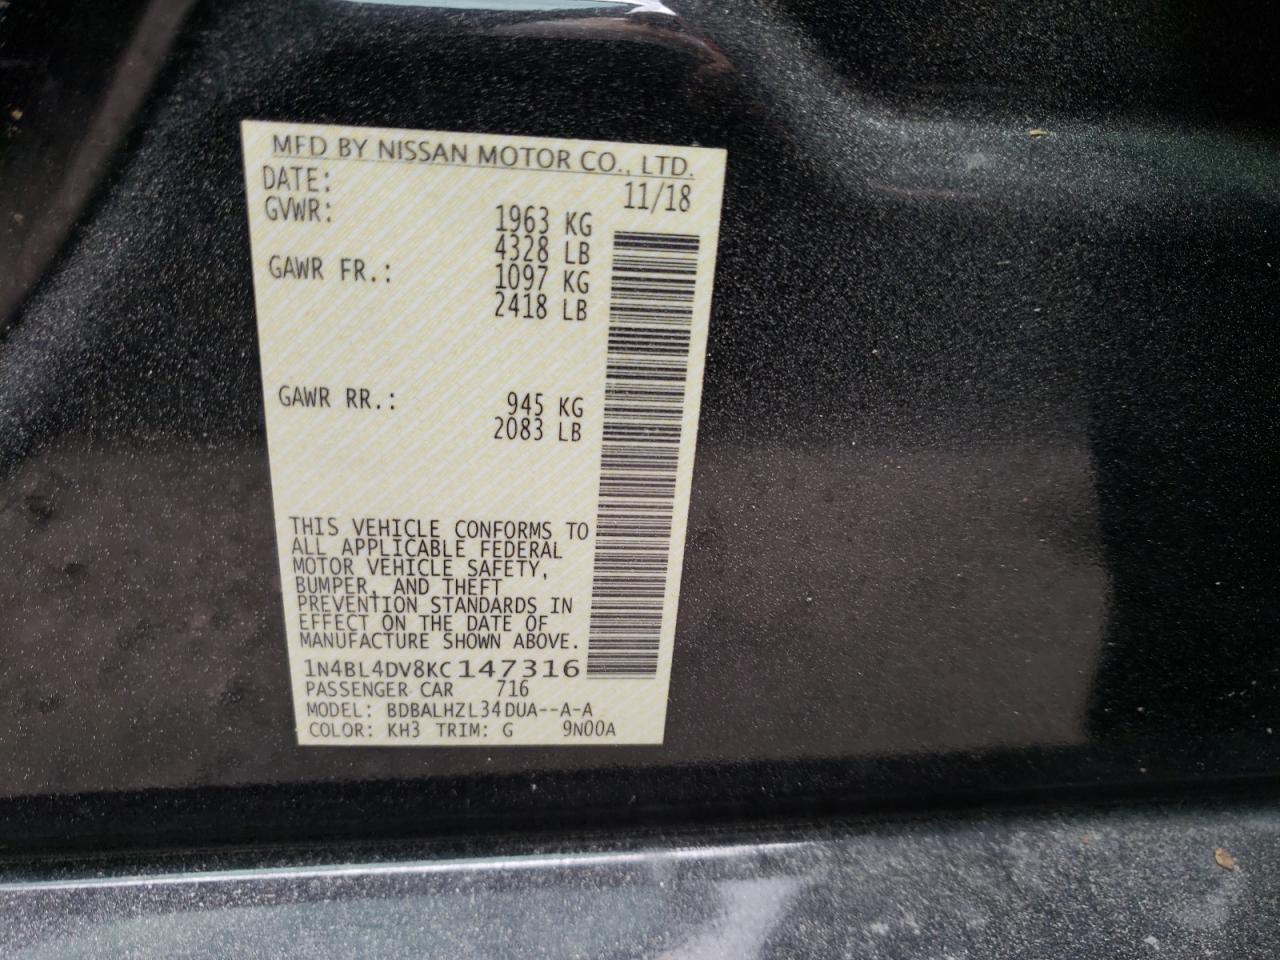 MFD BY NISSAN MOTOR CO., LTD.
DATE: 11/18
GVWR: 1963 KG
4328 LB
GAWR FR.: 1097 KG
2418 LB
GAWR RR.: 945 KG
2083 LB
THIS VEHICLE CONFORMS TO
ALL APPLICABLE FEDERAL
MOTOR VEHICLE SAFETY,
BUMPER, AND THEFT
PREVENTION STANDARDS IN
EFFECT ON THE DATE OF
MANUFACTURE SHOWN ABOVE.
1N4BL4DV8KC147316
PASSENGER CAR 716
MODEL: BDBALHZL34DUA--A-A
COLOR: KH3 TRIM: G 9N00A